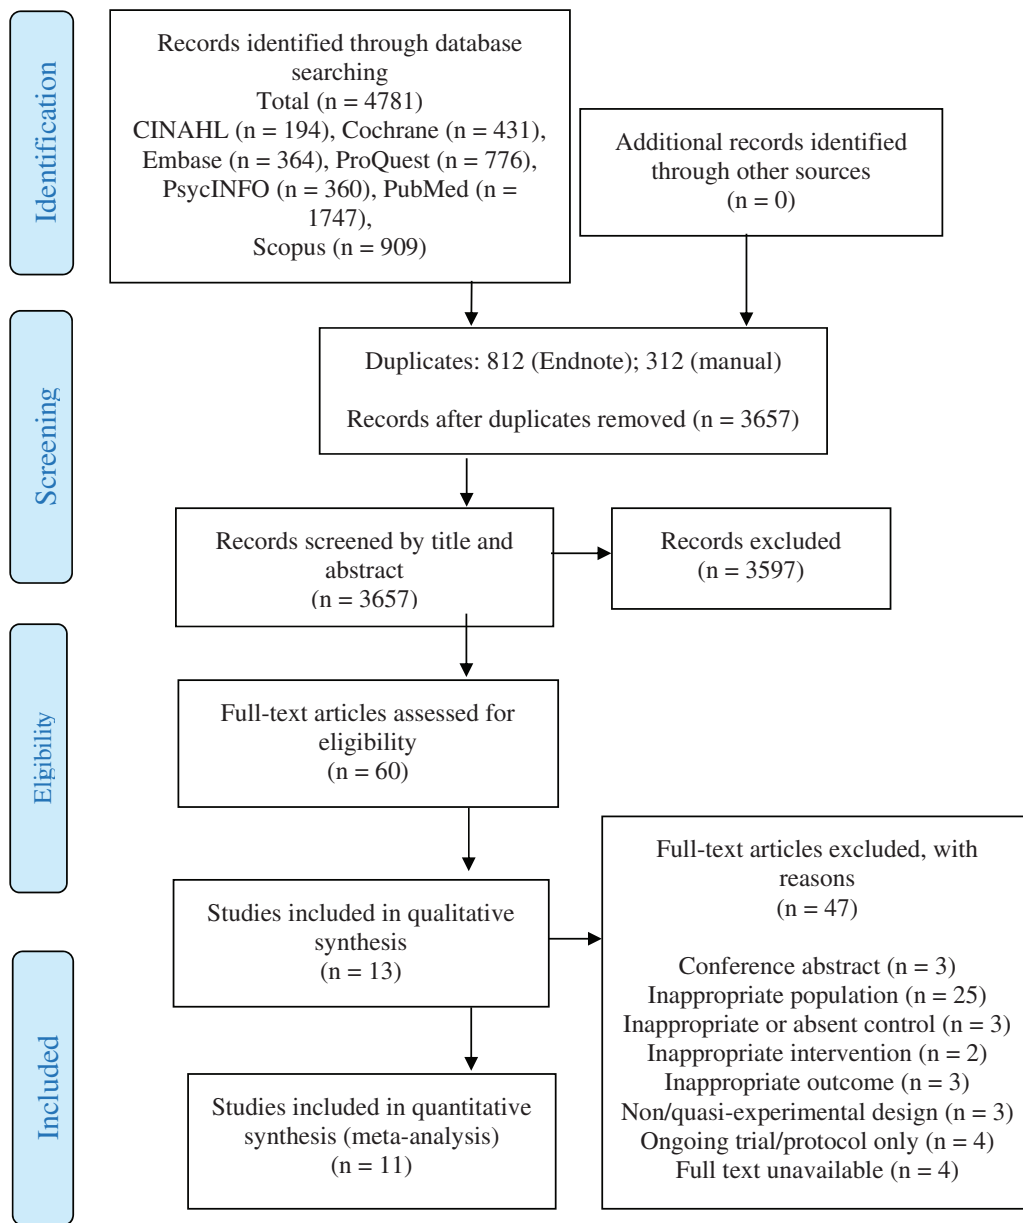 Identification
Records identified through database
searching
Total (n = 4781)
CINAHL (n = 194), Cochrane (n = 431),
Embase (n = 364), ProQuest (n = 776),
PsycINFO (n = 360), PubMed (n =
1747),
Scopus (n = 909)
Additional records identified
through other sources
(n = 0)
Screening
Duplicates: 812 (Endnote); 312 (manual)
Records after duplicates removed (n = 3657)
Records screened by title and
abstract
(n = 3657)
Records excluded
(n = 3597)
Eligibility
Full-text articles assessed for
eligibility
(n = 60)
Studies included in qualitative
synthesis
(n = 13)
Full-text articles excluded, with
reasons
(n = 47)
Conference abstract (n = 3)
Inappropriate population (n = 25)
Inappropriate or absent control (n = 3)
Inappropriate intervention (n = 2)
Inappropriate outcome (n = 3)
Non/quasi-experimental design (n = 3)
Ongoing trial/protocol only (n = 4)
Full text unavailable (n = 4)
Included
Studies included in quantitative
synthesis (meta-analysis)
(n = 11)